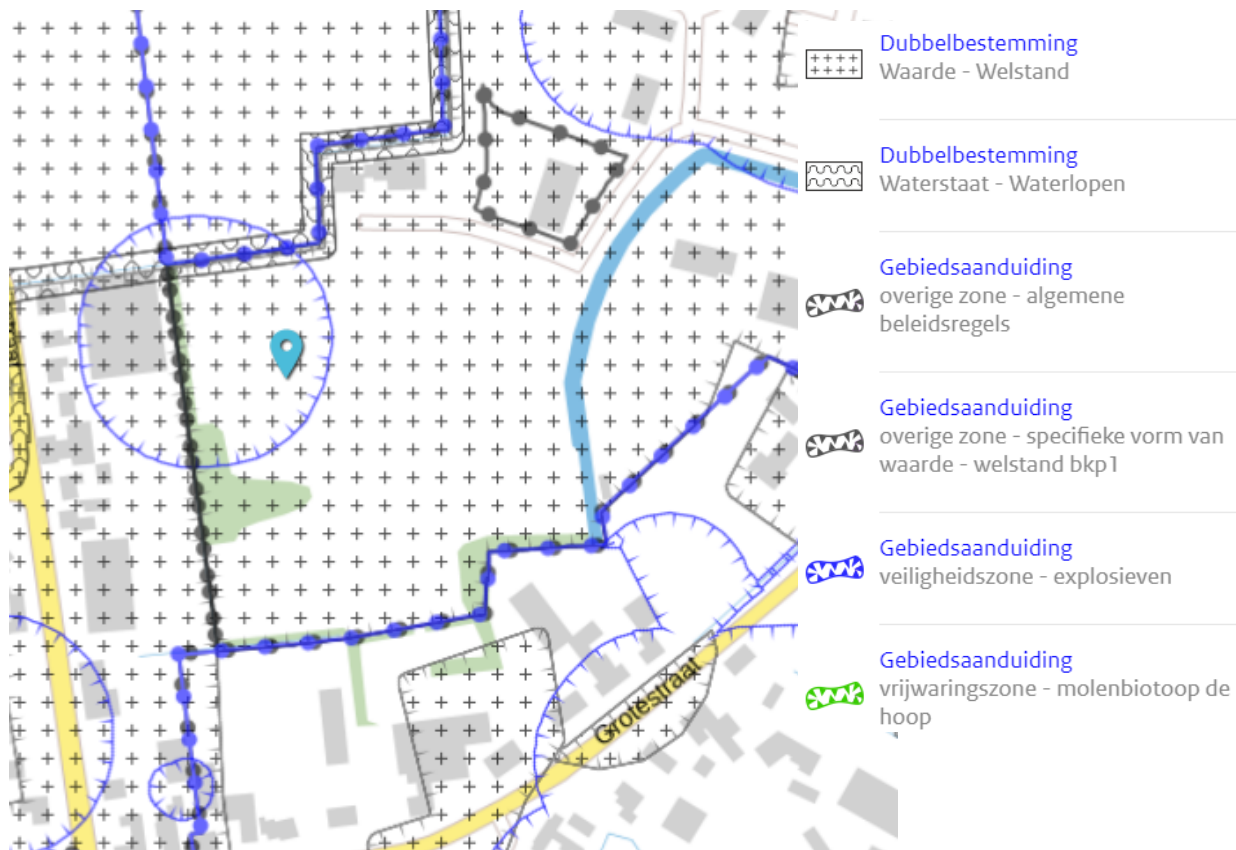 Dubbelbestemming
Waarde - Welstand
Dubbelbestemming
Waterstaat - Waterlopen
Gebiedsaanduiding
overige zone - algemene
beleidsregels
Gebiedsaanduiding
overige zone - specifieke vorm van
waarde - welstand bkp1
Gebiedsaanduiding
veiligheidszone - explosieven
Gebiedsaanduiding
vrijwaringszone - molenbiotoop de
hoop
Grotestraat